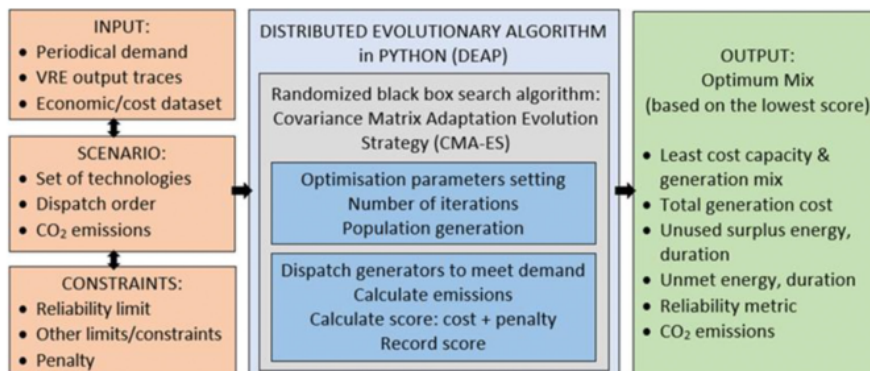 INPUT:
• Periodical demand
• VRE output traces
• Economic/cost dataset
SCENARIO:
• Set of technologies
• Dispatch order
• CO₂ emissions
CONSTRAINTS:
• Reliability limit
• Other limits/constraints
• Penalty
DISTRIBUTED EVOLUTIONARY ALGORITHM
in PYTHON (DEAP)
Randomized black box search algorithm:
Covariance Matrix Adaptation Evolution
Strategy (CMA-ES)
Optimisation parameters setting
Number of iterations
Population generation
Dispatch generators to meet demand
Calculate emissions
Calculate score: cost + penalty
Record score
OUTPUT:
Optimum Mix
(based on the lowest score)
• Least cost capacity &
generation mix
• Total generation cost
• Unused surplus energy,
duration
• Unmet energy, duration
• Reliability metric
• CO₂ emissions